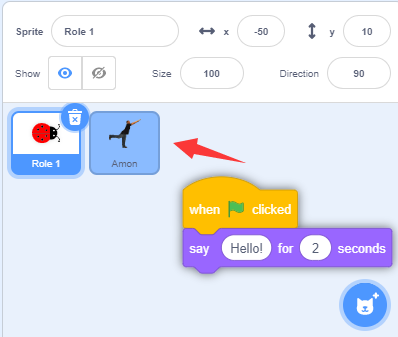 Sprite Role 1 x -50 y 10
Show Size 100 Direction 90
Role 1 Amon
when clicked
say Hello! for 2 seconds